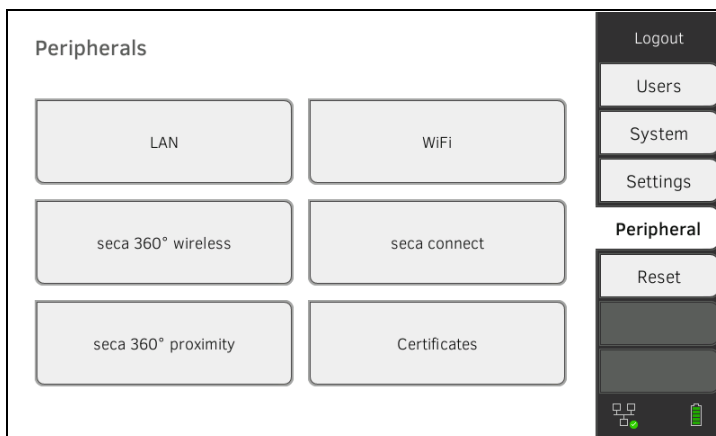 Peripherals
LAN
WiFi
seca 360° wireless
seca connect
seca 360° proximity
Certificates
Logout
Users
System
Settings
Peripheral
Reset